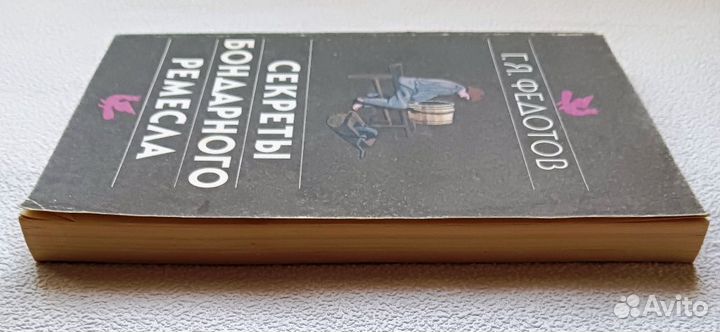 Г.Я. ФЕДОТОВ
СЕКРЕТЫ
БОНДАРНОГО
РЕМЕСЛА
Avito